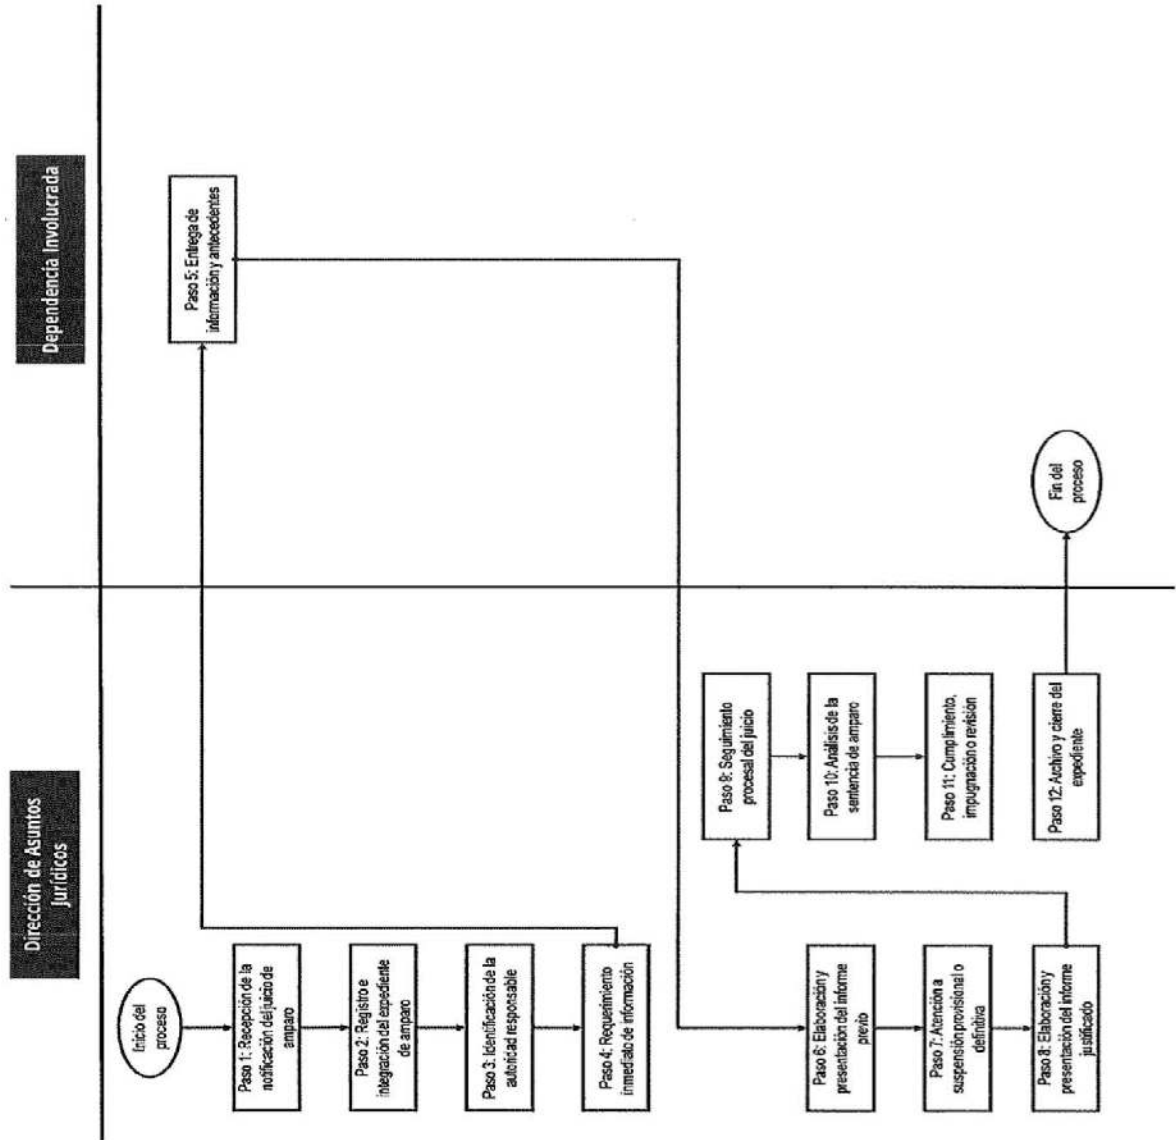 Dirección de Asuntos
Jurídicos
Dependencia Involucrada
Inicio del
proceso
Paso 1: Recepción de la
notificación del juicio de
amparo
Paso 2: Registro e
integración del expediente
de amparo
Paso 3: Identificación de la
autoridad responsable
Paso 4: Requerimiento
inmediato de información
Paso 5: Entrega de
información y antecedentes
Paso 6: Elaboración y
presentación del informe
previo
Paso 7: Atención a
suspensión provisional o
definitiva
Paso 8: Elaboración y
presentación del informe
justificado
Paso 9: Seguimiento
procesal del juicio
Paso 10: Análisis de la
sentencia de amparo
Paso 11: Cumplimiento,
impugnación o revisión
Paso 12: Archivo y cierre del
expediente
Fin del
proceso